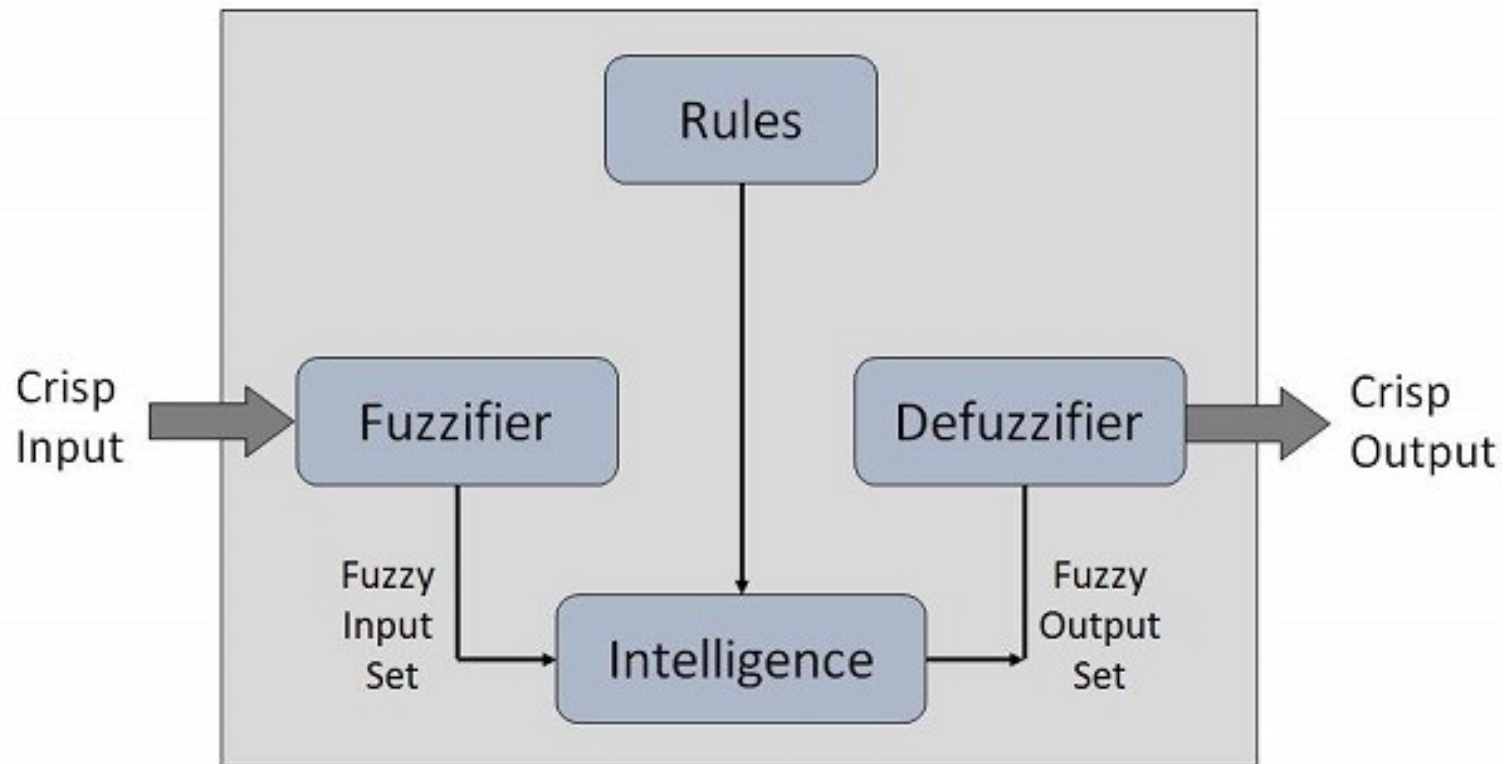 Rules
Crisp
Input
Fuzzifier
Defuzzifier
Crisp
Output
Fuzzy
Input
Set
Intelligence
Fuzzy
Output
Set